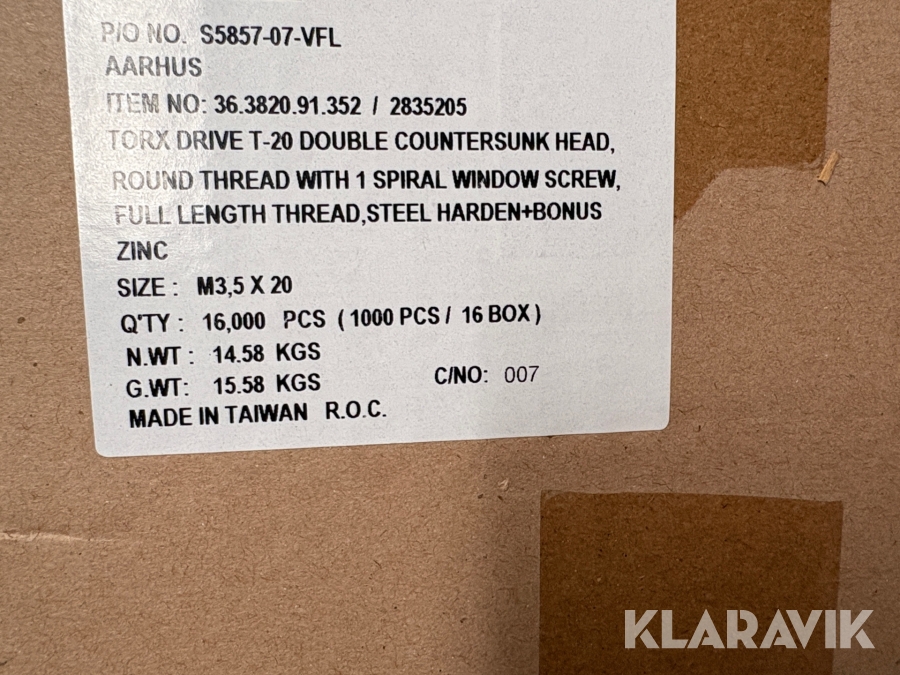 P/O NO. S5857-07-VFL
AARHUS
ITEM NO: 36.3820.91.352 / 2835205
TORX DRIVE T-20 DOUBLE COUNTERSUNK HEAD,
ROUND THREAD WITH 1 SPIRAL WINDOW SCREW,
FULL LENGTH THREAD,STEEL HARDEN+BONUS
ZINC
SIZE : M3,5 X 20
Q'TY : 16,000 PCS ( 1000 PCS / 16 BOX )
N.WT : 14.58 KGS
G.WT: 15.58 KGS C/NO: 007
MADE IN TAIWAN R.O.C.
KLARAVIK